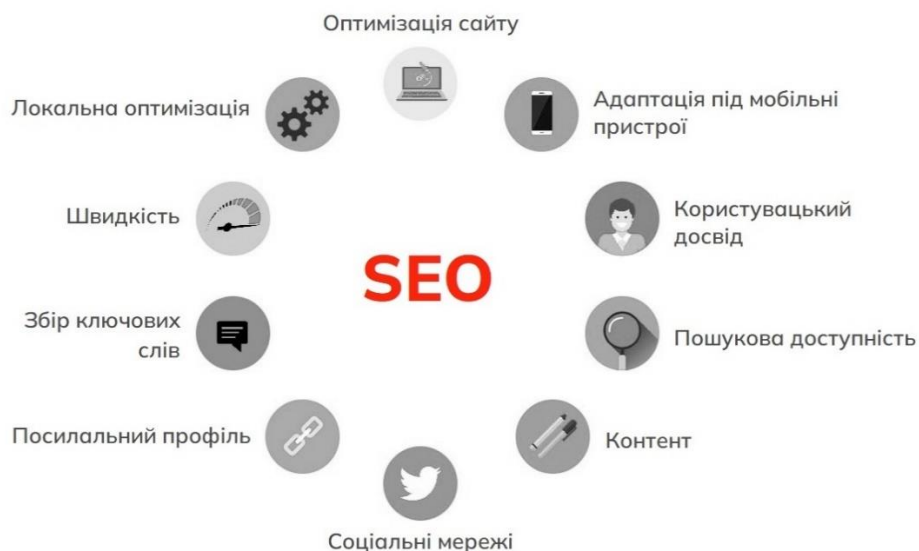 Оптимізація сайту
Локальна оптимізація
Адаптація під мобільні
пристрої
Швидкість
Користувацький
досвід
SEO
Збір ключових
слів
Пошукова доступність
Посилальний профіль
Контент
Соціальні мережі